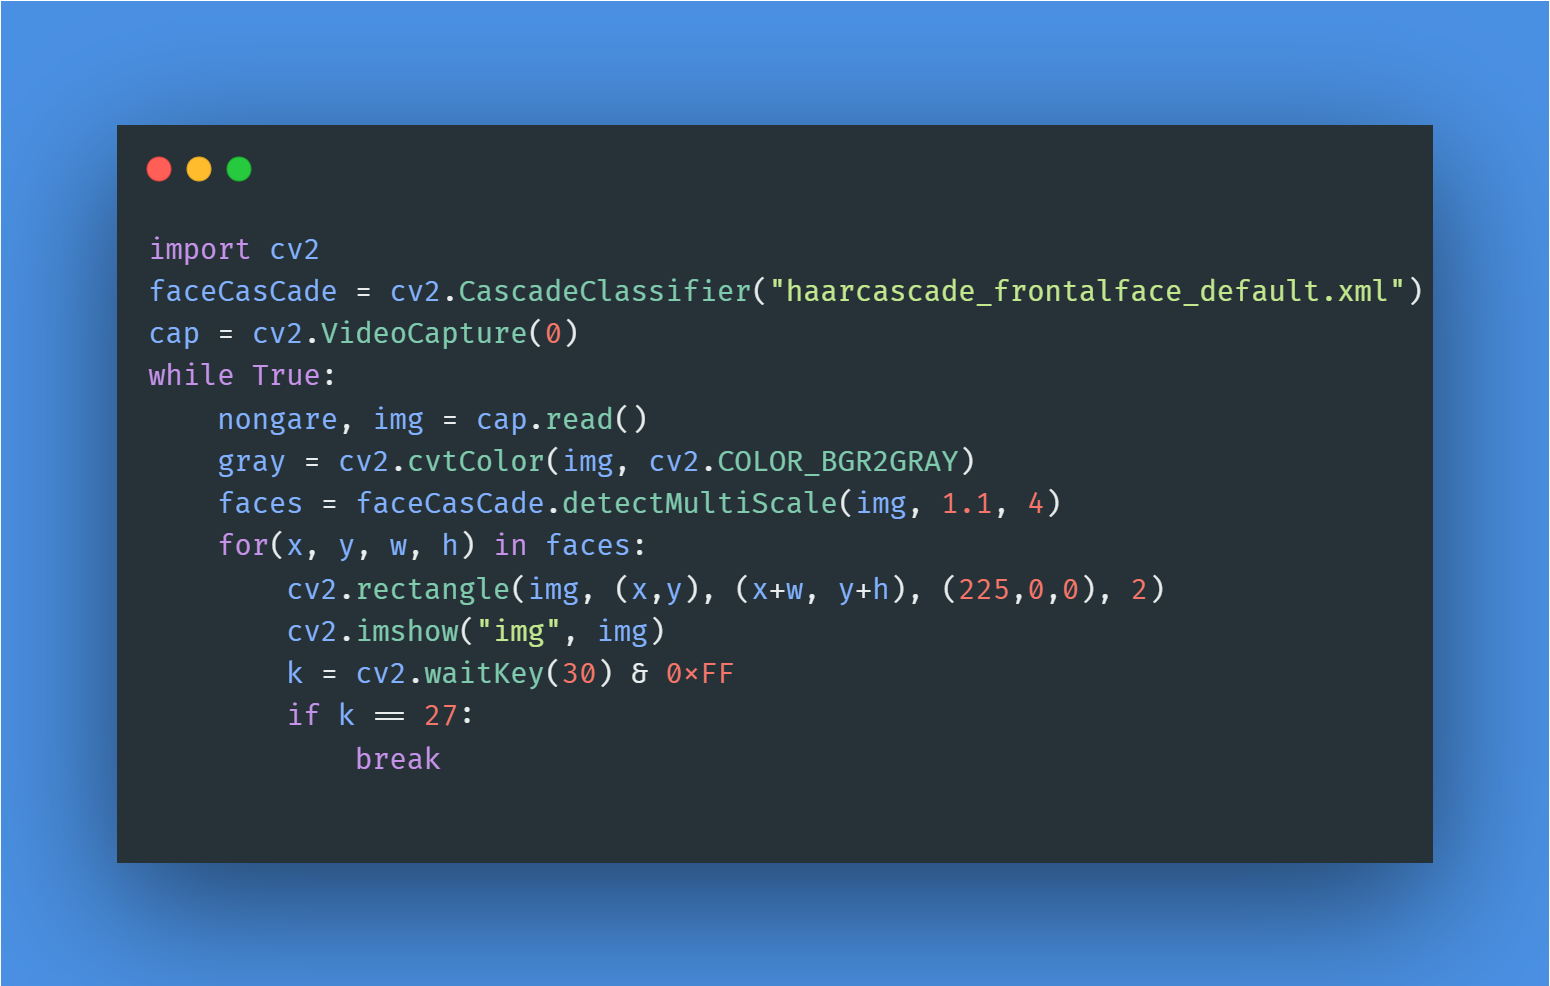 import cv2
faceCasCade = cv2.CascadeClassifier("haarcascade_frontalface_default.xml")
cap = cv2.VideoCapture(0)
while True:
    nongare, img = cap.read()
    gray = cv2.cvtColor(img, cv2.COLOR_BGR2GRAY)
    faces = faceCasCade.detectMultiScale(img, 1.1, 4)
    for(x, y, w, h) in faces:
        cv2.rectangle(img, (x,y), (x+w, y+h), (225,0,0), 2)
        cv2.imshow("img", img)
        k = cv2.waitKey(30) & 0xFF
        if k == 27:
            break